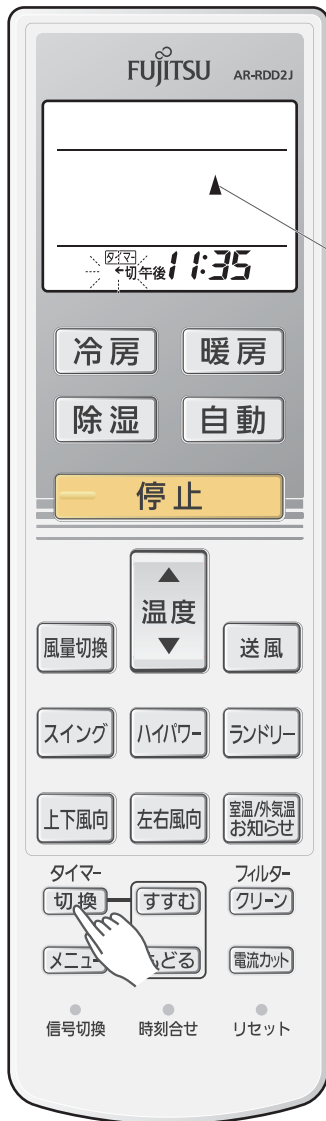 FUJITSU AR-RDD2J
タイマー
←切 午後 11:35
冷房 暖房
除湿 自動
停止
▲
温度
▼
風量切換 送風
スイング ハイパワー ランドリー
上下風向 左右風向 室温/外気温
お知らせ
タイマー フィルター
切換 すすむ クリーン
メニュー どる 電流カット
信号切換 時刻合せ リセット